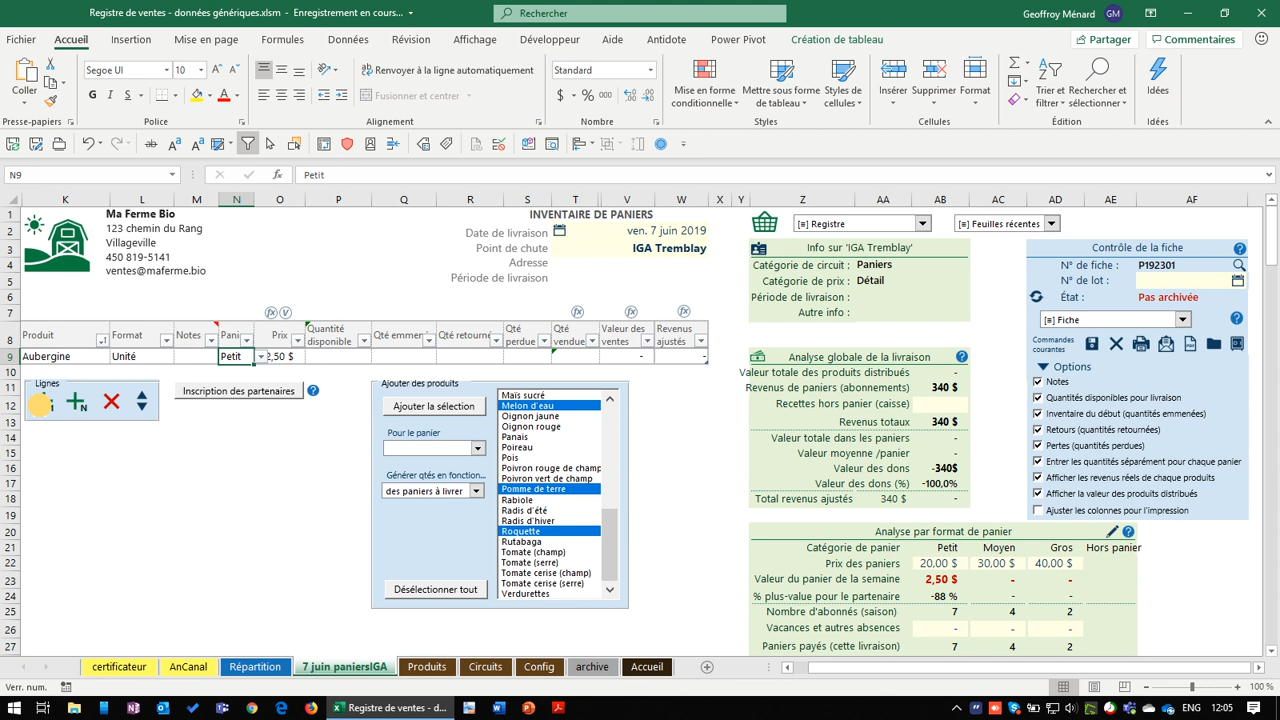 Registre de ventes - données génériques.xlsm - Enregistrement en cours...
Rechercher
Geoffroy Ménard GM
Fichier Accueil Insertion Mise en page Formules Données Révision Affichage Développeur Aide Antidote Power Pivot Création de tableau Partager Commentaires
Segoe UI 10 Renvoyer à la ligne automatiquement Standard
Coller G I S Fusionner et centrer Mise en forme conditionnelle Mettre sous forme de tableau Styles de cellules Insérer Supprimer Format Trier et filtrer Rechercher et sélectionner Idées
Presse-papiers Police Alignement Nombre Styles Cellules Édition Idées
N9 Petit
K L M N O P Q R S T V W X Y Z AA AB AC AD AE AF
Ma Ferme Bio
123 chemin du Rang
Villageville
450 819-5141
ventes@maferme.bio
INVENTAIRE DE PANIERS
Date de livraison ven. 7 juin 2019
Point de chute IGA Tremblay
Adresse
Période de livraison
Produit Format Notes Pani Prix Quantité disponible Qté emmen Qté retourné Qté perdue Qté vendue Valeur des ventes Revenus ajustés
Aubergine Unité Petit 2,50 $ - -
Lignes
N
Inscription des partenaires
Ajouter des produits
Ajouter la sélection
Pour le panier
Générer qtés en fonction...
des paniers à livrer
Désélectionner tout
Maïs sucré
Melon d'eau
Oignon jaune
Oignon rouge
Panais
Poireau
Pois
Poivron rouge de champ
Poivron vert de champ
Pomme de terre
Rabiole
Radis d'été
Radis d'hiver
Roquette
Rutabaga
Tomate (champ)
Tomate (serre)
Tomate cerise (champ)
Tomate cerise (serre)
Verdurettes
[≡] Registre [≡] Feuilles récentes
Info sur 'IGA Tremblay'
Catégorie de circuit : Paniers
Catégorie de prix : Détail
Période de livraison :
Autre info :
Analyse globale de la livraison
Valeur totale des produits distribués -
Revenus de paniers (abonnements) 340 $
Recettes hors panier (caisse)
Revenus totaux 340 $
Valeur totale dans les paniers -
Valeur moyenne /panier -
Valeur des dons -340$
Valeur des dons (%) -100,0%
Total revenus ajustés 340 $ -
Analyse par format de panier
Catégorie de panier Petit Moyen Gros Hors panier
Prix des paniers 20,00 $ 30,00 $ 40,00 $
Valeur du panier de la semaine 2,50 $ - -
% plus-value pour le partenaire -88 % - -
Nombre d'abonnés (saison) 7 4 2
Vacances et autres absences - - -
Paniers payés (cette livraison) 7 4 2
Contrôle de la fiche
N° de fiche : P192301
N° de lot :
État : Pas archivée
[≡] Fiche
Commandes courantes
Options
Notes
Quantités disponibles pour livraison
Inventaire du début (quantités emmenées)
Retours (quantités retournées)
Pertes (quantités perdues)
Entrer les quantités séparément pour chaque panier
Afficher les revenus réels de chaque produits
Afficher la valeur des produits distribués
Ajuster les colonnes pour l'impression
certificateur AnCanal Répartition 7 juin paniersIGA Produits Circuits Config archive Accueil
Verr. num. 100 %
Registre de ventes - d... 12:05